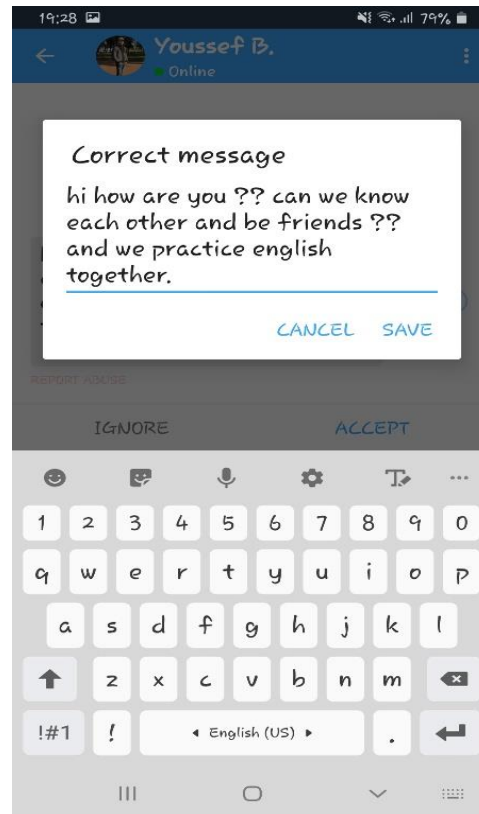 19:28 79%
Youssef B.
Online
Correct message
hi how are you ?? can we know
each other and be friends ??
and we practice english
together.
CANCEL SAVE
REPORT ABUSE
IGNORE ACCEPT
1 2 3 4 5 6 7 8 9 0
q w e r t y u i o p
a s d f g h j k l
z x c v b n m
!#1 ! English (US) .